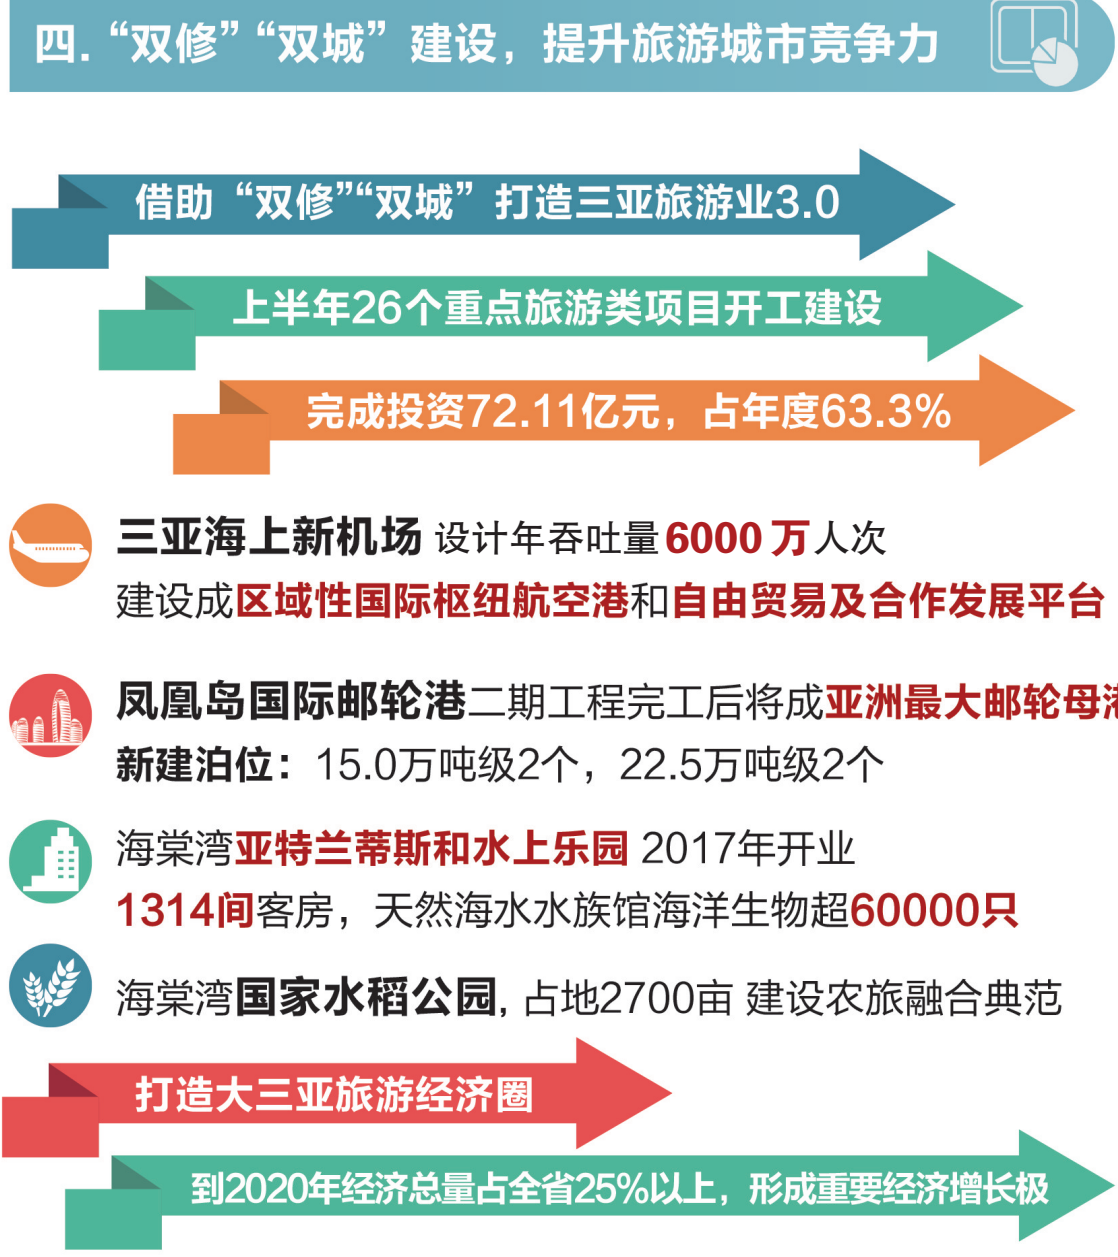 四. “双修” “双城” 建设，提升旅游城市竞争力
借助 “双修”“双城” 打造三亚旅游业3.0
上半年26个重点旅游类项目开工建设
完成投资72.11亿元，占年度63.3%
三亚海上新机场 设计年吞吐量 6000 万人次
建设成区域性国际枢纽航空港和自由贸易及合作发展平台
凤凰岛国际邮轮港二期工程完工后将成亚洲最大邮轮母港
新建泊位：15.0万吨级2个，22.5万吨级2个
海棠湾亚特兰蒂斯和水上乐园 2017年开业
1314间客房，天然海水水族馆海洋生物超60000只
海棠湾国家水稻公园, 占地2700亩 建设农旅融合典范
打造大三亚旅游经济圈
到2020年经济总量占全省25%以上，形成重要经济增长极